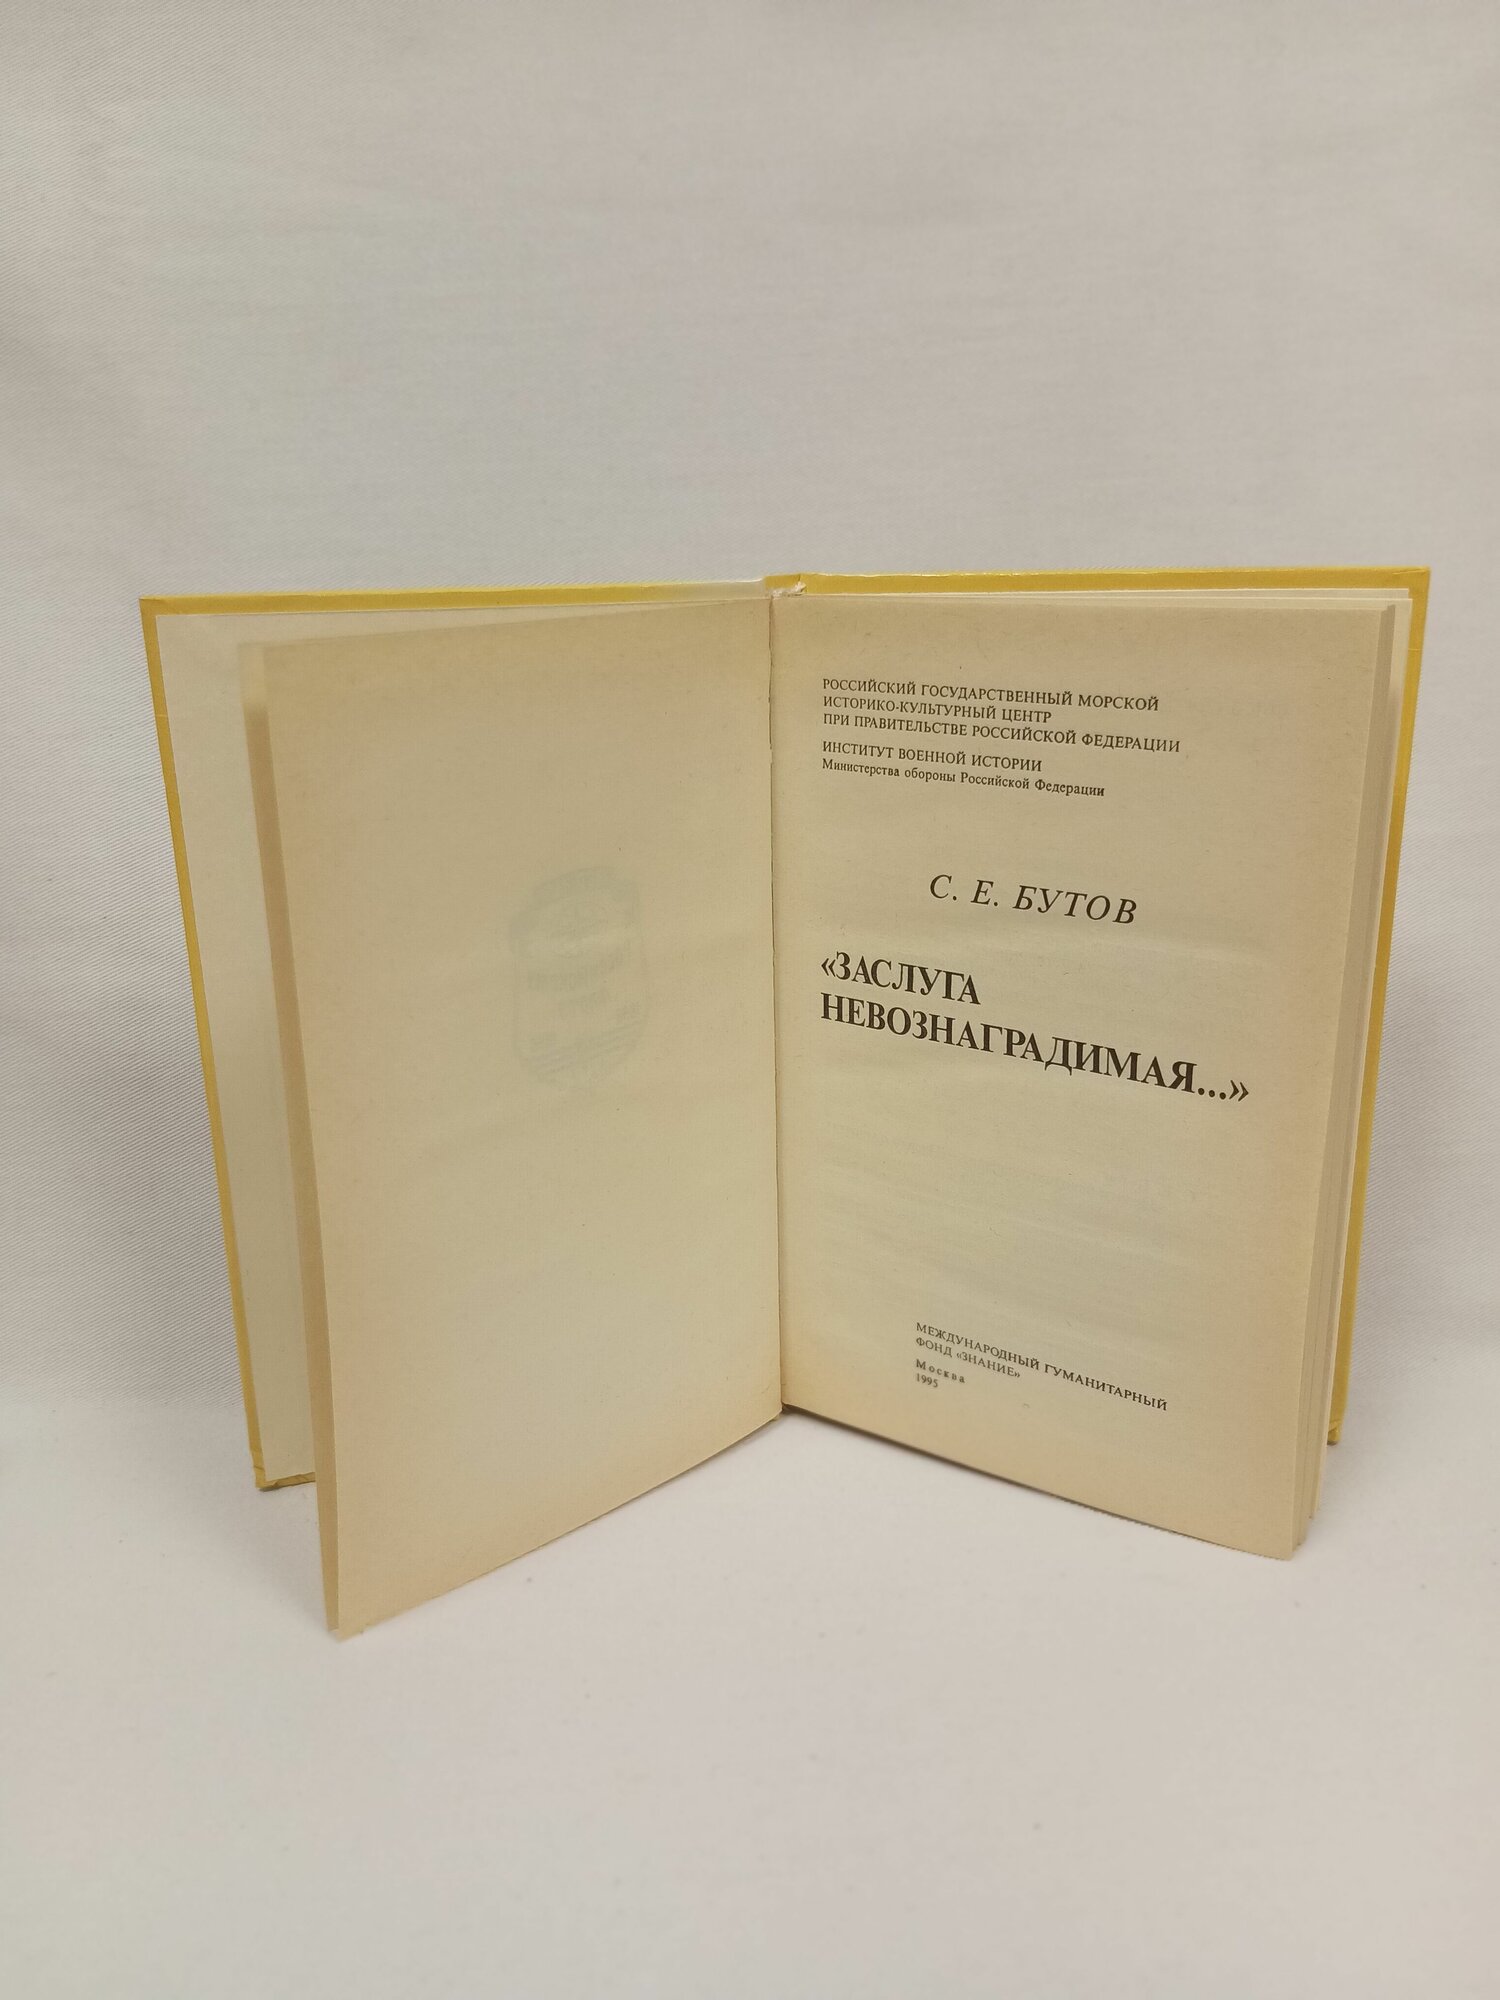 РОССИЙСКИЙ ГОСУДАРСТВЕННЫЙ МОРСКОЙ
ИСТОРИКО-КУЛЬТУРНЫЙ ЦЕНТР
ПРИ ПРАВИТЕЛЬСТВЕ РОССИЙСКОЙ ФЕДЕРАЦИИ
ИНСТИТУТ ВОЕННОЙ ИСТОРИИ
Министерства обороны Российской Федерации
С. Е. БУТОВ
«ЗАСЛУГА
НЕВОЗНАГРАДИМАЯ...»
МЕЖДУНАРОДНЫЙ ГУМАНИТАРНЫЙ
ФОНД «ЗНАНИЕ»
Москва
1995